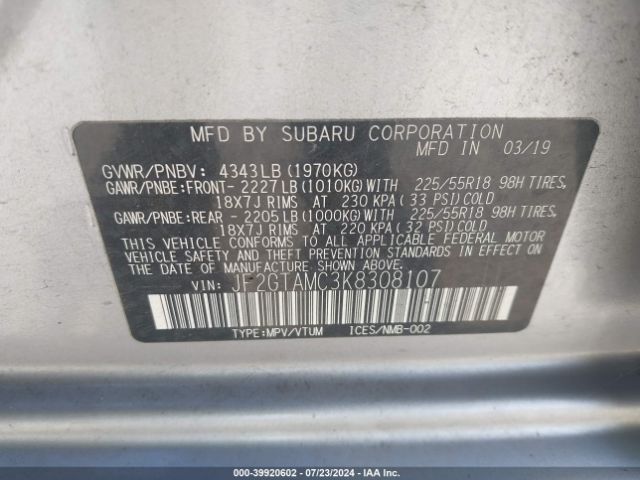 MFD BY SUBARU CORPORATION
MFD IN 03/19
GVWR/PNBV: 4343LB (1970KG)
GAWR/PNBE:FRONT- 2227LB (1010KG)WITH 225/55R18 98H TIRES,
18X7J RIMS AT 230 KPA (33 PSI)COLD
GAWR/PNBE:REAR - 2205LB (1000KG)WITH 225/55R18 98H TIRES,
18X7J RIMS AT 220 KPA (32 PSI)COLD
THIS VEHICLE CONFORMS TO ALL APPLICABLE FEDERAL MOTOR
VEHICLE SAFETY AND THEFT PREVENTION STANDARDS IN EFFECT ON
THE DATE OF MANUFACTURE SHOWN ABOVE.
VIN: JF2GTAMC3K8308107
TYPE:MPV/VTUM ICES/NMB-002
000-39920602 - 07/23/2024 - IAA Inc.